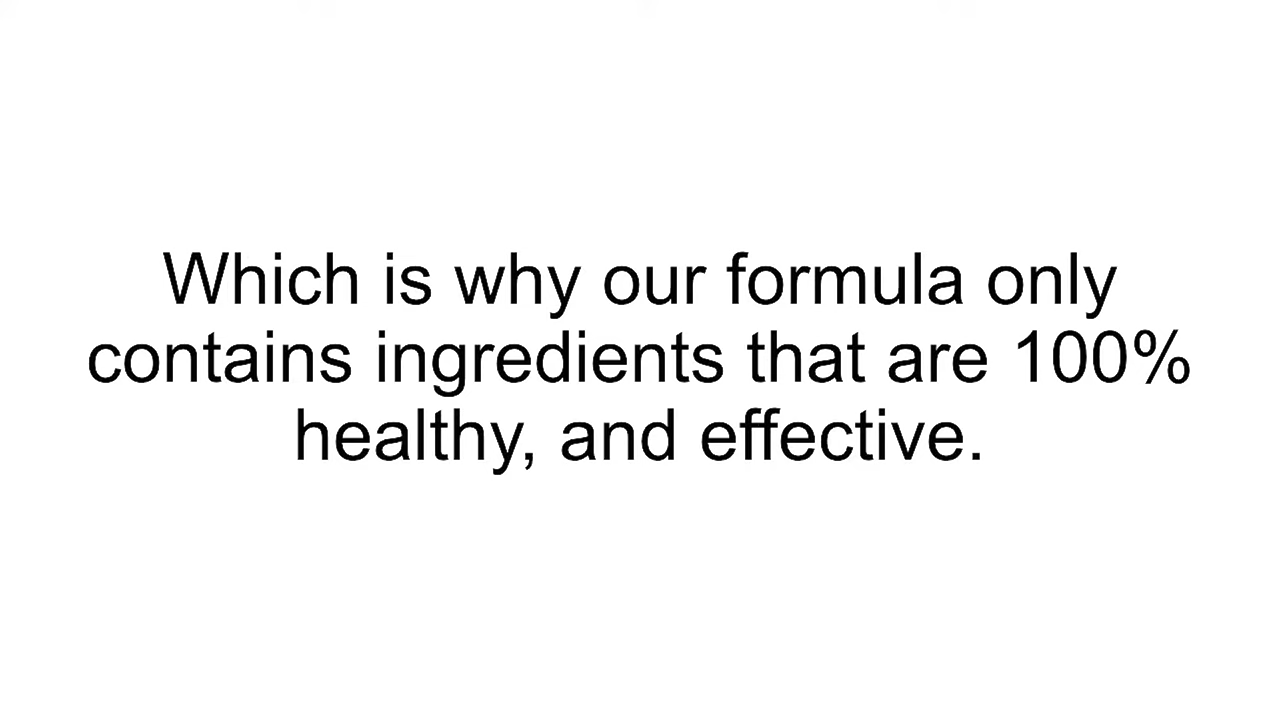 Which is why our formula only
contains ingredients that are 100%
healthy, and effective.